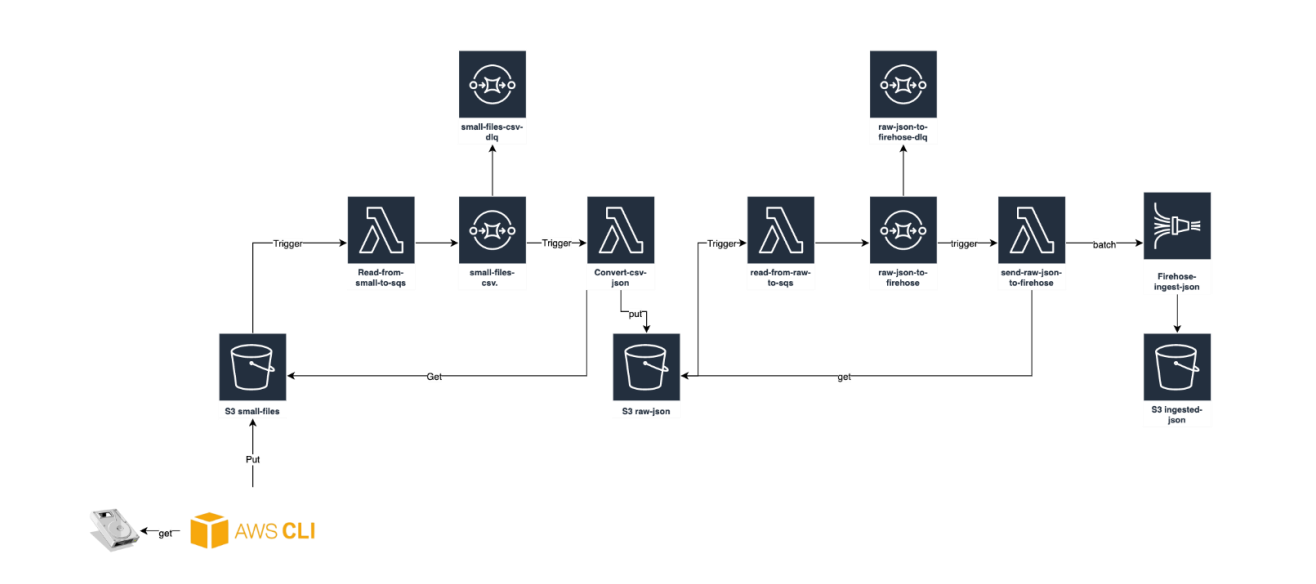 small-files-csv-
dlq
raw-json-to-
firehose-dlq
Trigger
Trigger
Trigger
trigger
batch
Read-from-
small-to-sqs
small-files-
csv.
Convert-csv-
json
read-from-raw-
to-sqs
raw-json-to-
firehose
send-raw-json-
to-firehose
Firehose-
ingest-json
put
Get
get
S3 small-files
S3 raw-json
S3 ingested-
json
Put
get
AWS CLI